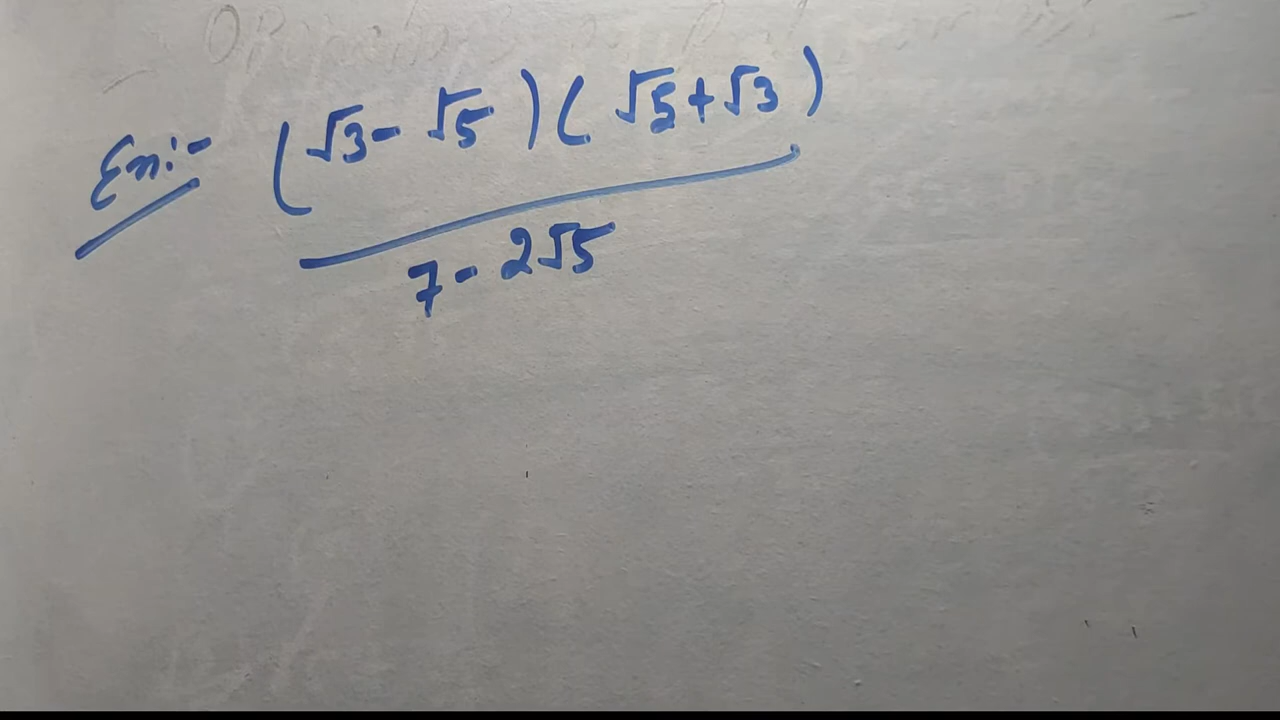 Ex:- (√3 - √5)(√5 + √3)
7 - 2√5